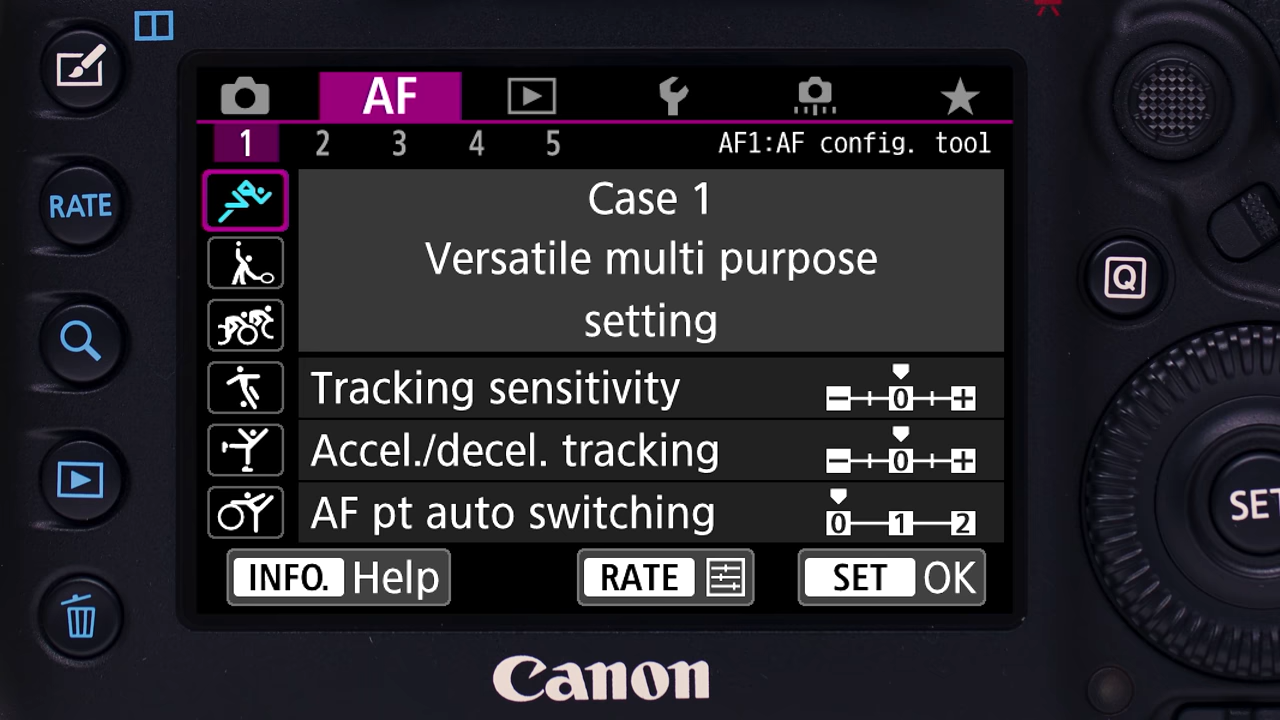 AF
1 2 3 4 5 AF1:AF config. tool
RATE
Case 1
Versatile multi purpose
setting
Q
Tracking sensitivity − 0 +
Accel./decel. tracking − 0 +
AF pt auto switching 0 1 2
SET
INFO. Help RATE SET OK
Canon